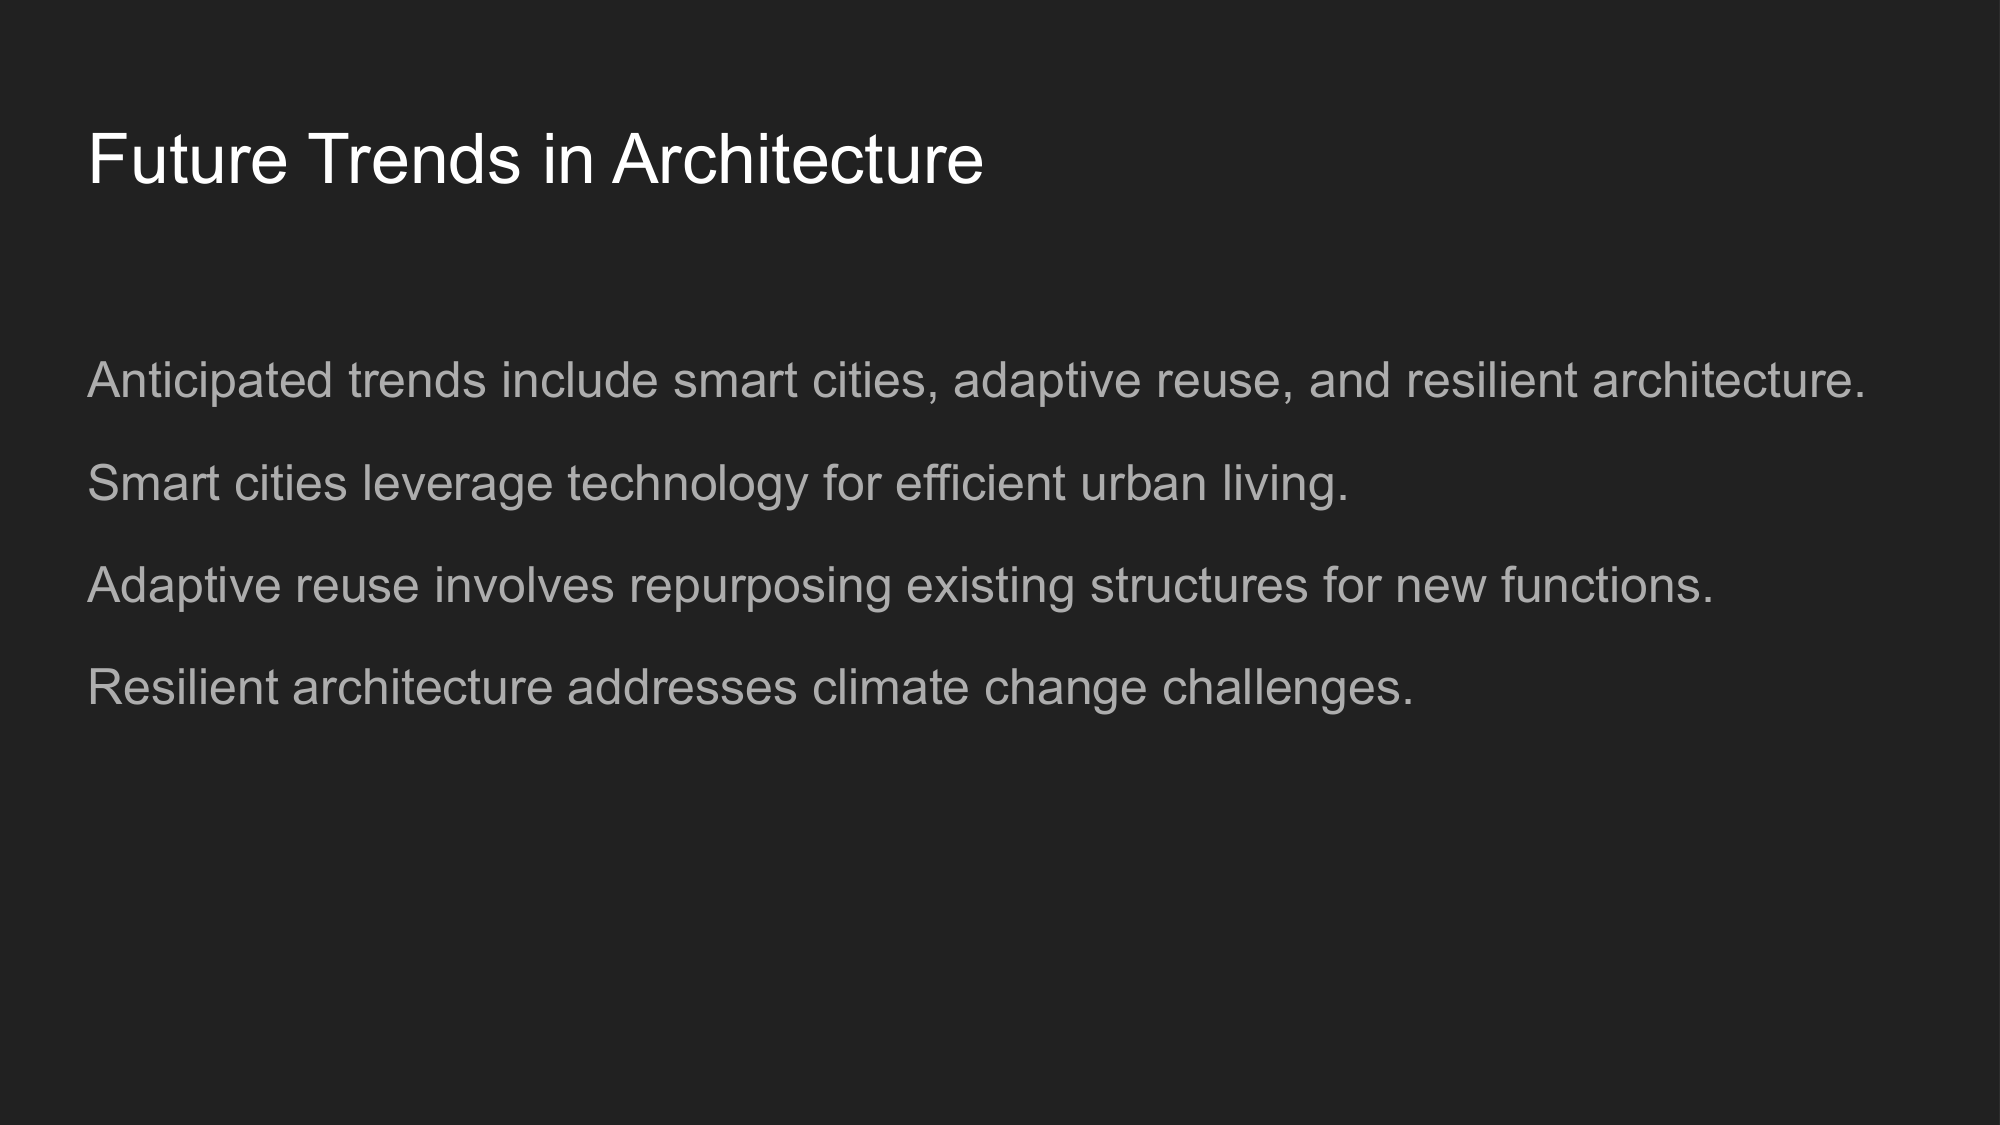 Future Trends in Architecture
Anticipated trends include smart cities, adaptive reuse, and resilient architecture.
Smart cities leverage technology for efficient urban living.
Adaptive reuse involves repurposing existing structures for new functions.
Resilient architecture addresses climate change challenges.